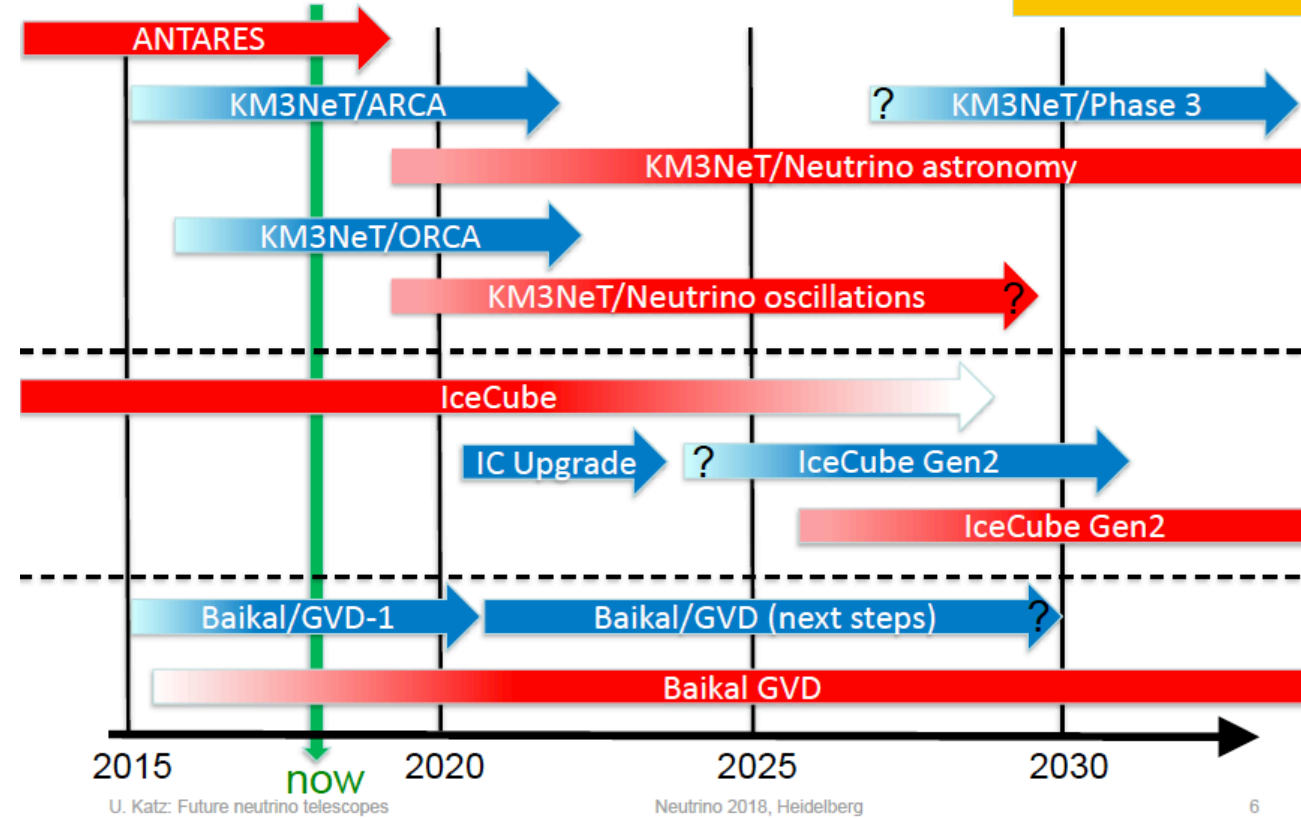 ANTARES
KM3NeT/ARCA
? KM3NeT/Phase 3
KM3NeT/Neutrino astronomy
KM3NeT/ORCA
KM3NeT/Neutrino oscillations ?
IceCube
IC Upgrade
? IceCube Gen2
IceCube Gen2
Baikal/GVD-1
Baikal/GVD (next steps) ?
Baikal GVD
2015 2020 2025 2030
now
U. Katz: Future neutrino telescopes
Neutrino 2018, Heidelberg
6